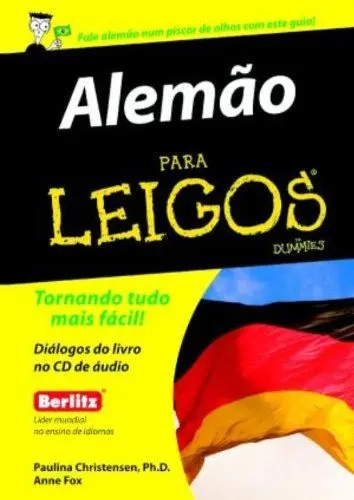 Fale alemão num piscar de olhos com este guia!
Alemão
PARA
LEIGOS®
FOR DUMMIES
Tornando tudo
mais fácil!
Diálogos do livro
no CD de áudio
Berlitz®
Líder mundial
no ensino de idiomas
Paulina Christensen, Ph.D.
Anne Fox